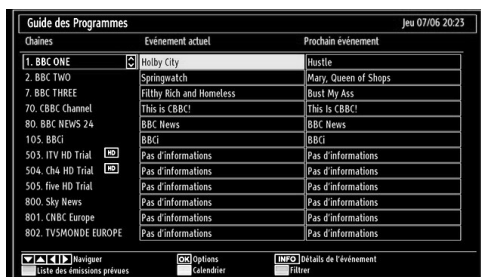 Guide des Programmes Jeu 07/06 20:23
Chaines Evénement actuel Prochain événement
1. BBC ONE Holby City Hustle
2. BBC TWO Springwatch Mary, Queen of Shops
7. BBC THREE Filthy Rich and Homeless Bust My Ass
70. CBBC Channel This is CBBC! This Is CBBC!
80. BBC NEWS 24 BBC News BBC News
105. BBCi BBCi BBCi
503. ITV HD Trial HD Pas d'informations Pas d'informations
504. Ch4 HD Trial HD Pas d'informations Pas d'informations
505. five HD Trial Pas d'informations Pas d'informations
800. Sky News Pas d'informations Pas d'informations
801. CNBC Europe Pas d'informations Pas d'informations
802. TV5MONDE EUROPE Pas d'informations Pas d'informations
Naviguer OK Options INFO Détails de l'événement
Liste des émissions prévues Calendrier Filtrer